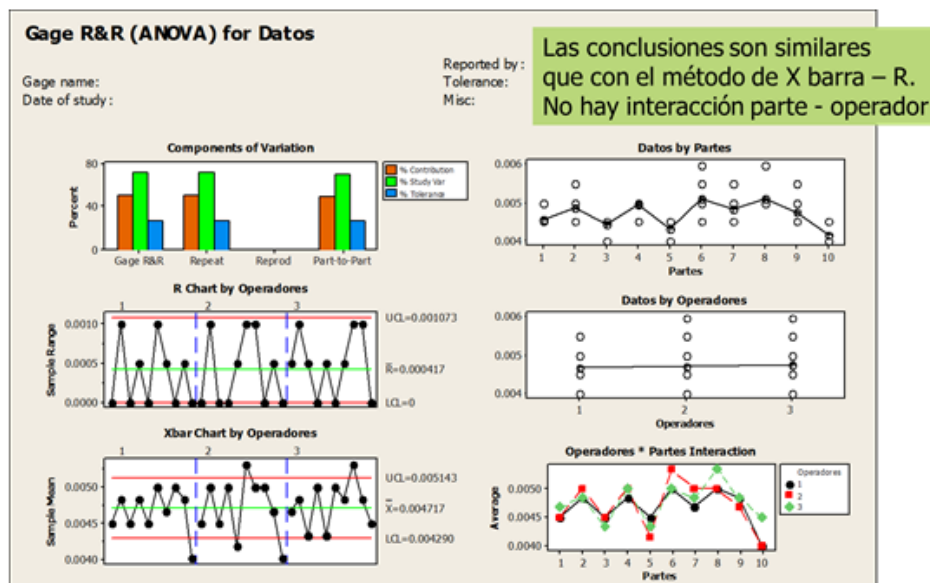 Gage R&R (ANOVA) for Datos
Las conclusiones son similares
que con el método de X barra – R.
No hay interacción parte - operador
Gage name:
Date of study:
Reported by:
Tolerance:
Misc:
Components of Variation
80
40
0
Percent
Gage R&R Repeat Reprod Part-to-Part
% Contribution
% Study Var
% Tolerance
Datos by Partes
0.006
0.005
0.004
1 2 3 4 5 6 7 8 9 10
Partes
R Chart by Operadores
1 2 3
0.0010
0.0005
0.0000
Sample Range
UCL=0.001073
R=0.000417
LCL=0
Datos by Operadores
0.006
0.005
0.004
1 2 3
Operadores
Xbar Chart by Operadores
1 2 3
0.0050
0.0045
0.0040
Sample Mean
UCL=0.005143
X=0.004717
LCL=0.004290
Operadores * Partes Interaction
0.0050
0.0045
0.0040
Average
1 2 3 4 5 6 7 8 9 10
Partes
Operadores
1
2
3